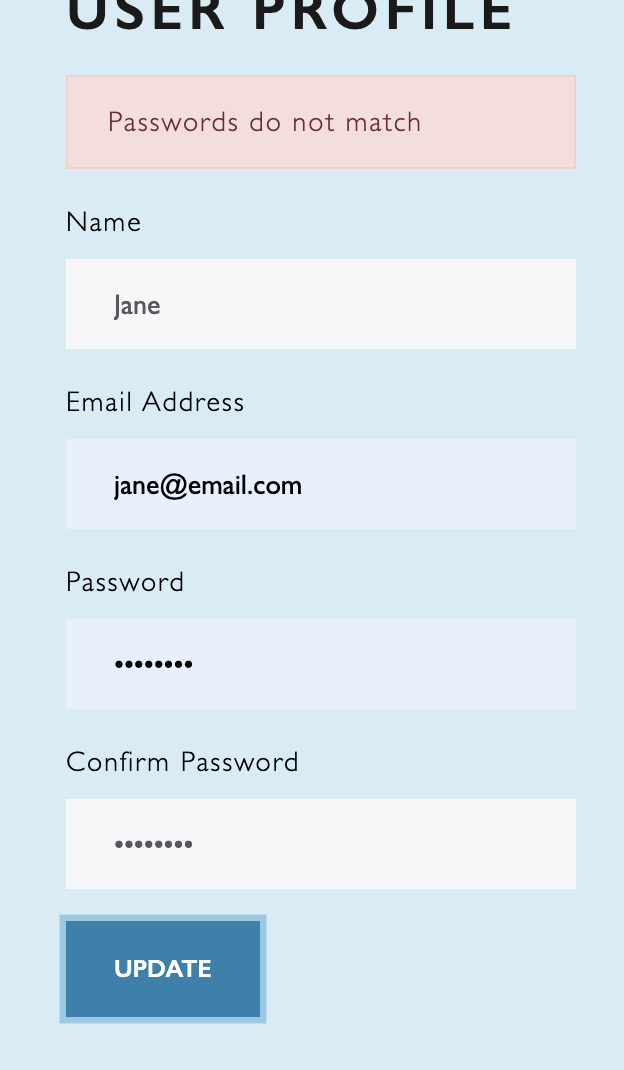 USER PROFILE
Passwords do not match
Name
Jane
Email Address
jane@email.com
Password
••••••••
Confirm Password
••••••••
UPDATE